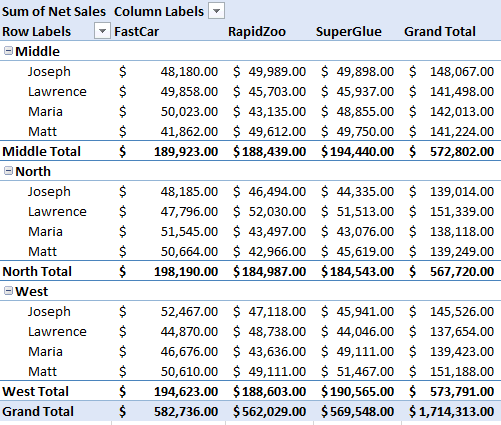 Sum of Net Sales Column Labels
Row Labels FastCar RapidZoo SuperGlue Grand Total
Middle
Joseph $ 48,180.00 $ 49,989.00 $ 49,898.00 $ 148,067.00
Lawrence $ 49,858.00 $ 45,703.00 $ 45,937.00 $ 141,498.00
Maria $ 50,023.00 $ 43,135.00 $ 48,855.00 $ 142,013.00
Matt $ 41,862.00 $ 49,612.00 $ 49,750.00 $ 141,224.00
Middle Total $ 189,923.00 $188,439.00 $194,440.00 $ 572,802.00
North
Joseph $ 48,185.00 $ 46,494.00 $ 44,335.00 $ 139,014.00
Lawrence $ 47,796.00 $ 52,030.00 $ 51,513.00 $ 151,339.00
Maria $ 51,545.00 $ 43,497.00 $ 43,076.00 $ 138,118.00
Matt $ 50,664.00 $ 42,966.00 $ 45,619.00 $ 139,249.00
North Total $ 198,190.00 $184,987.00 $184,543.00 $ 567,720.00
West
Joseph $ 52,467.00 $ 47,118.00 $ 45,941.00 $ 145,526.00
Lawrence $ 44,870.00 $ 48,738.00 $ 44,046.00 $ 137,654.00
Maria $ 46,676.00 $ 43,636.00 $ 49,111.00 $ 139,423.00
Matt $ 50,610.00 $ 49,111.00 $ 51,467.00 $ 151,188.00
West Total $ 194,623.00 $188,603.00 $190,565.00 $ 573,791.00
Grand Total $ 582,736.00 $562,029.00 $569,548.00 $1,714,313.00